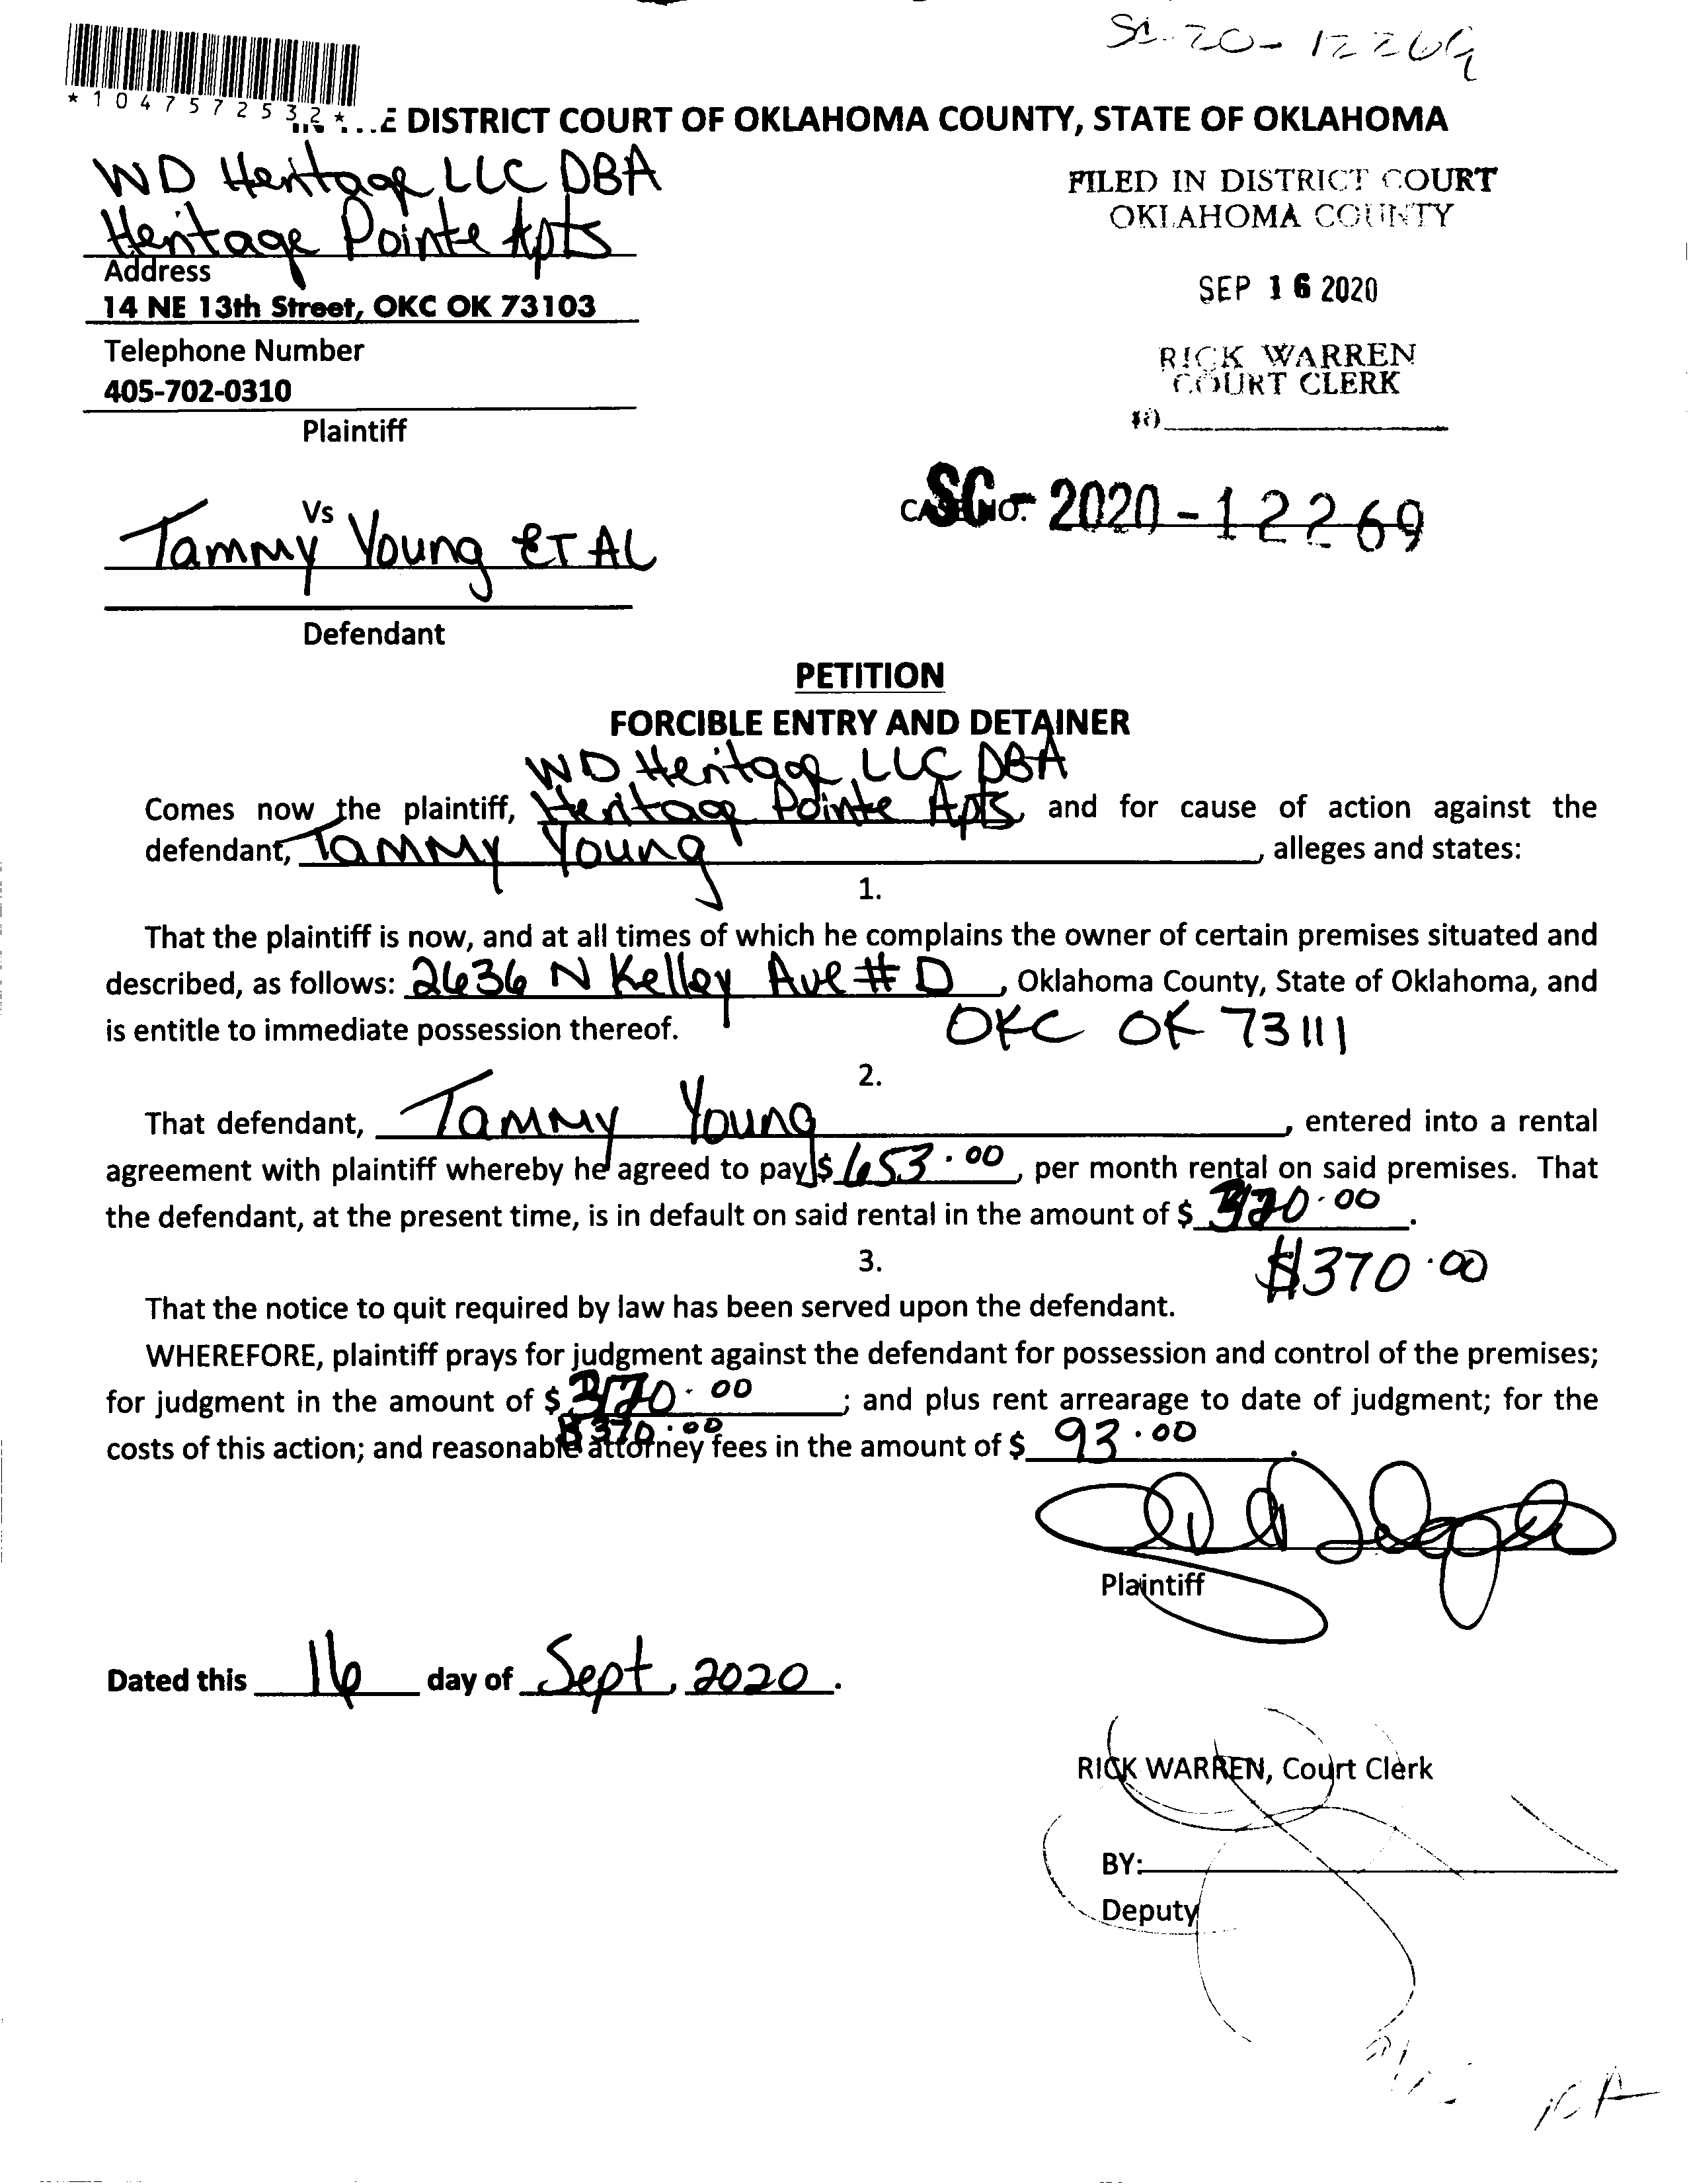 SC-20-12269
*1047572532*
E DISTRICT COURT OF OKLAHOMA COUNTY, STATE OF OKLAHOMA
WD Heritage LLC DBA
Heritage Pointe Apts
Address
14 NE 13th Street, OKC OK 73103
Telephone Number
405-702-0310
Plaintiff
FILED IN DISTRICT COURT
OKLAHOMA COUNTY
SEP 16 2020
RICK WARREN
COURT CLERK
Vs
Tammy Young ET AL
Defendant
CASE NO. SC-2020-12269
PETITION
FORCIBLE ENTRY AND DETAINER
WD Heritage LLC DBA
Comes now the plaintiff, Heritage Pointe Apts, and for cause of action against the
defendant, Tammy Young, alleges and states:
1.
That the plaintiff is now, and at all times of which he complains the owner of certain premises situated and
described, as follows: 2636 N Kelley Ave # D, Oklahoma County, State of Oklahoma, and
is entitle to immediate possession thereof. OKC OK 73111
2.
That defendant, Tammy Young, entered into a rental
agreement with plaintiff whereby he agreed to pay $ 653.00, per month rental on said premises. That
the defendant, at the present time, is in default on said rental in the amount of $ 370.00.
3.
$370.00
That the notice to quit required by law has been served upon the defendant.
WHEREFORE, plaintiff prays for judgment against the defendant for possession and control of the premises;
for judgment in the amount of $ 370.00; and plus rent arrearage to date of judgment; for the
$370.00
costs of this action; and reasonable attorney fees in the amount of $ 93.00.
Plaintiff
Dated this 16 day of Sept, 2020.
RICK WARREN, Court Clerk
BY:
Deputy